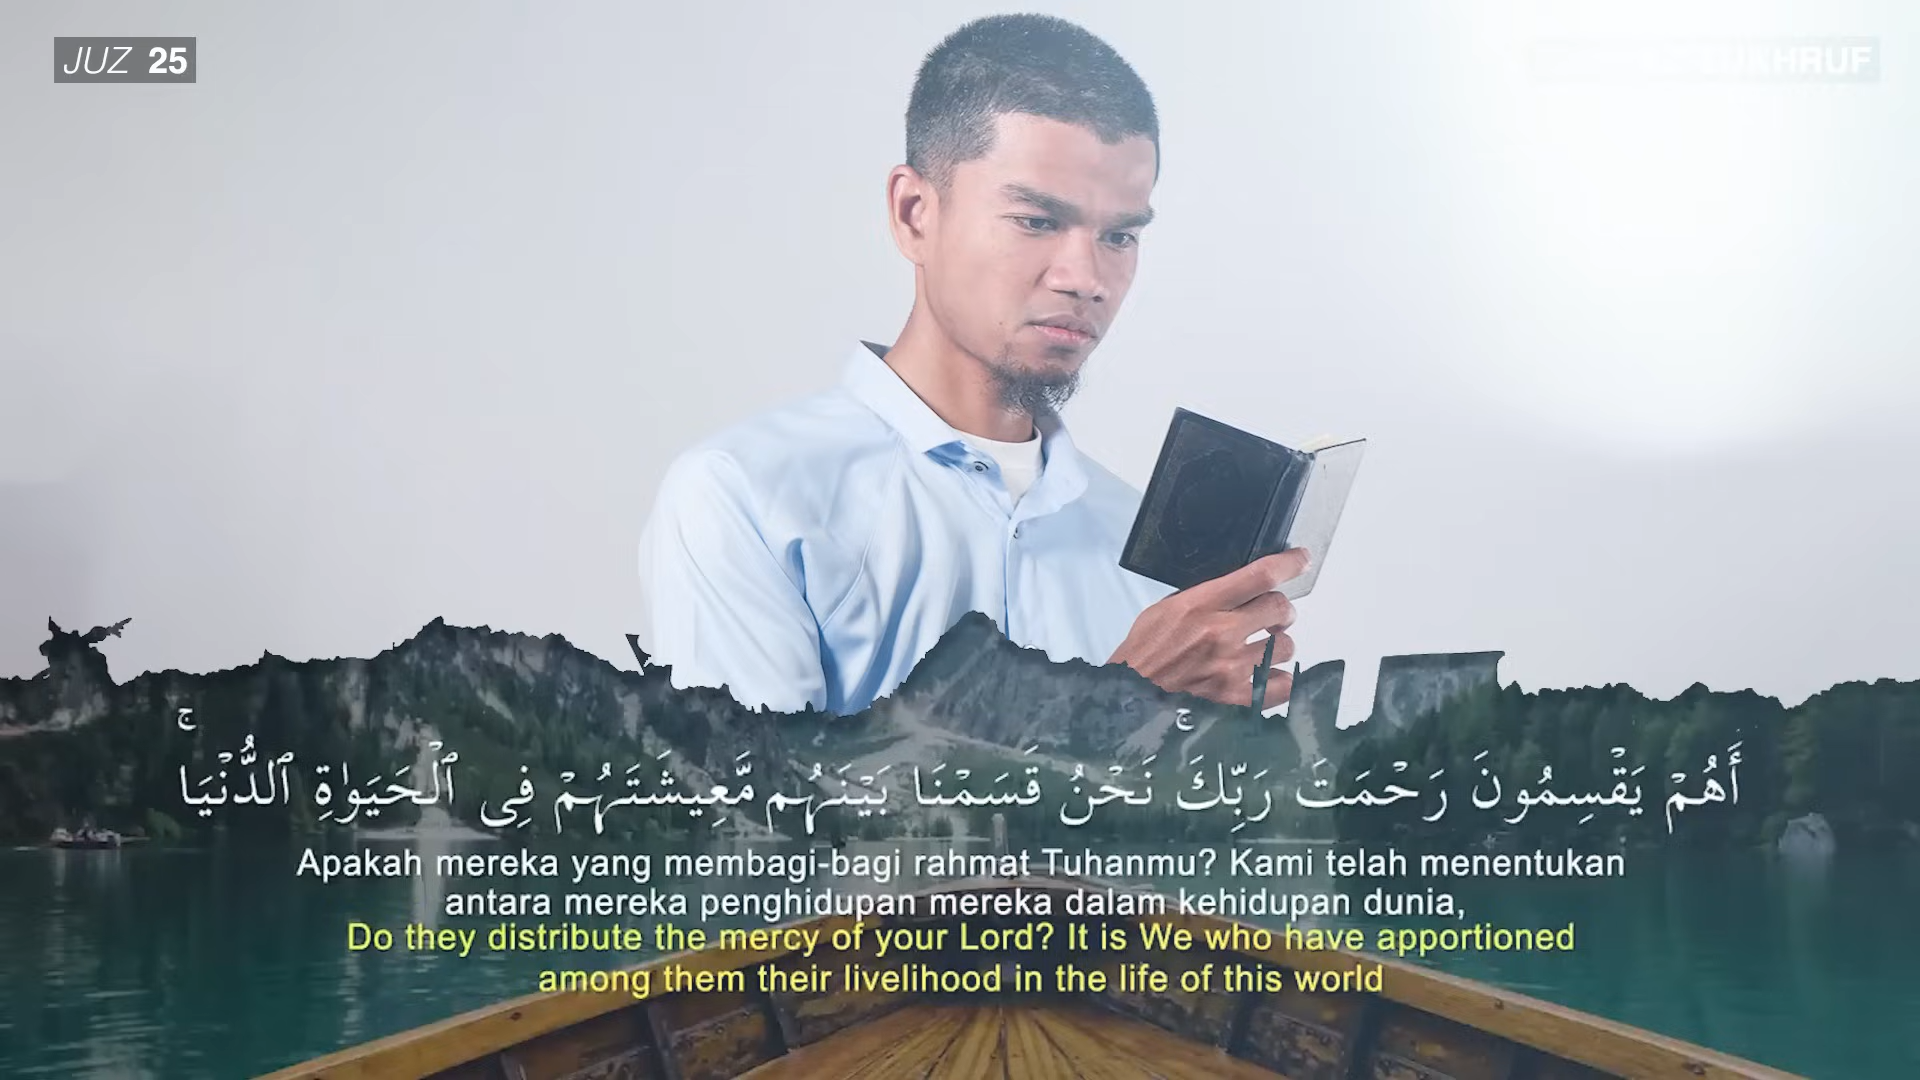 JUZ 25
أَهُمْ يَقْسِمُونَ رَحْمَتَ رَبِّكَ ۚ نَحْنُ قَسَمْنَا بَيْنَهُم مَّعِيشَتَهُمْ فِى ٱلْحَيَوٰةِ ٱلدُّنْيَا ۚ
Apakah mereka yang membagi-bagi rahmat Tuhanmu? Kami telah menentukan
antara mereka penghidupan mereka dalam kehidupan dunia,
Do they distribute the mercy of your Lord? It is We who have apportioned
among them their livelihood in the life of this world